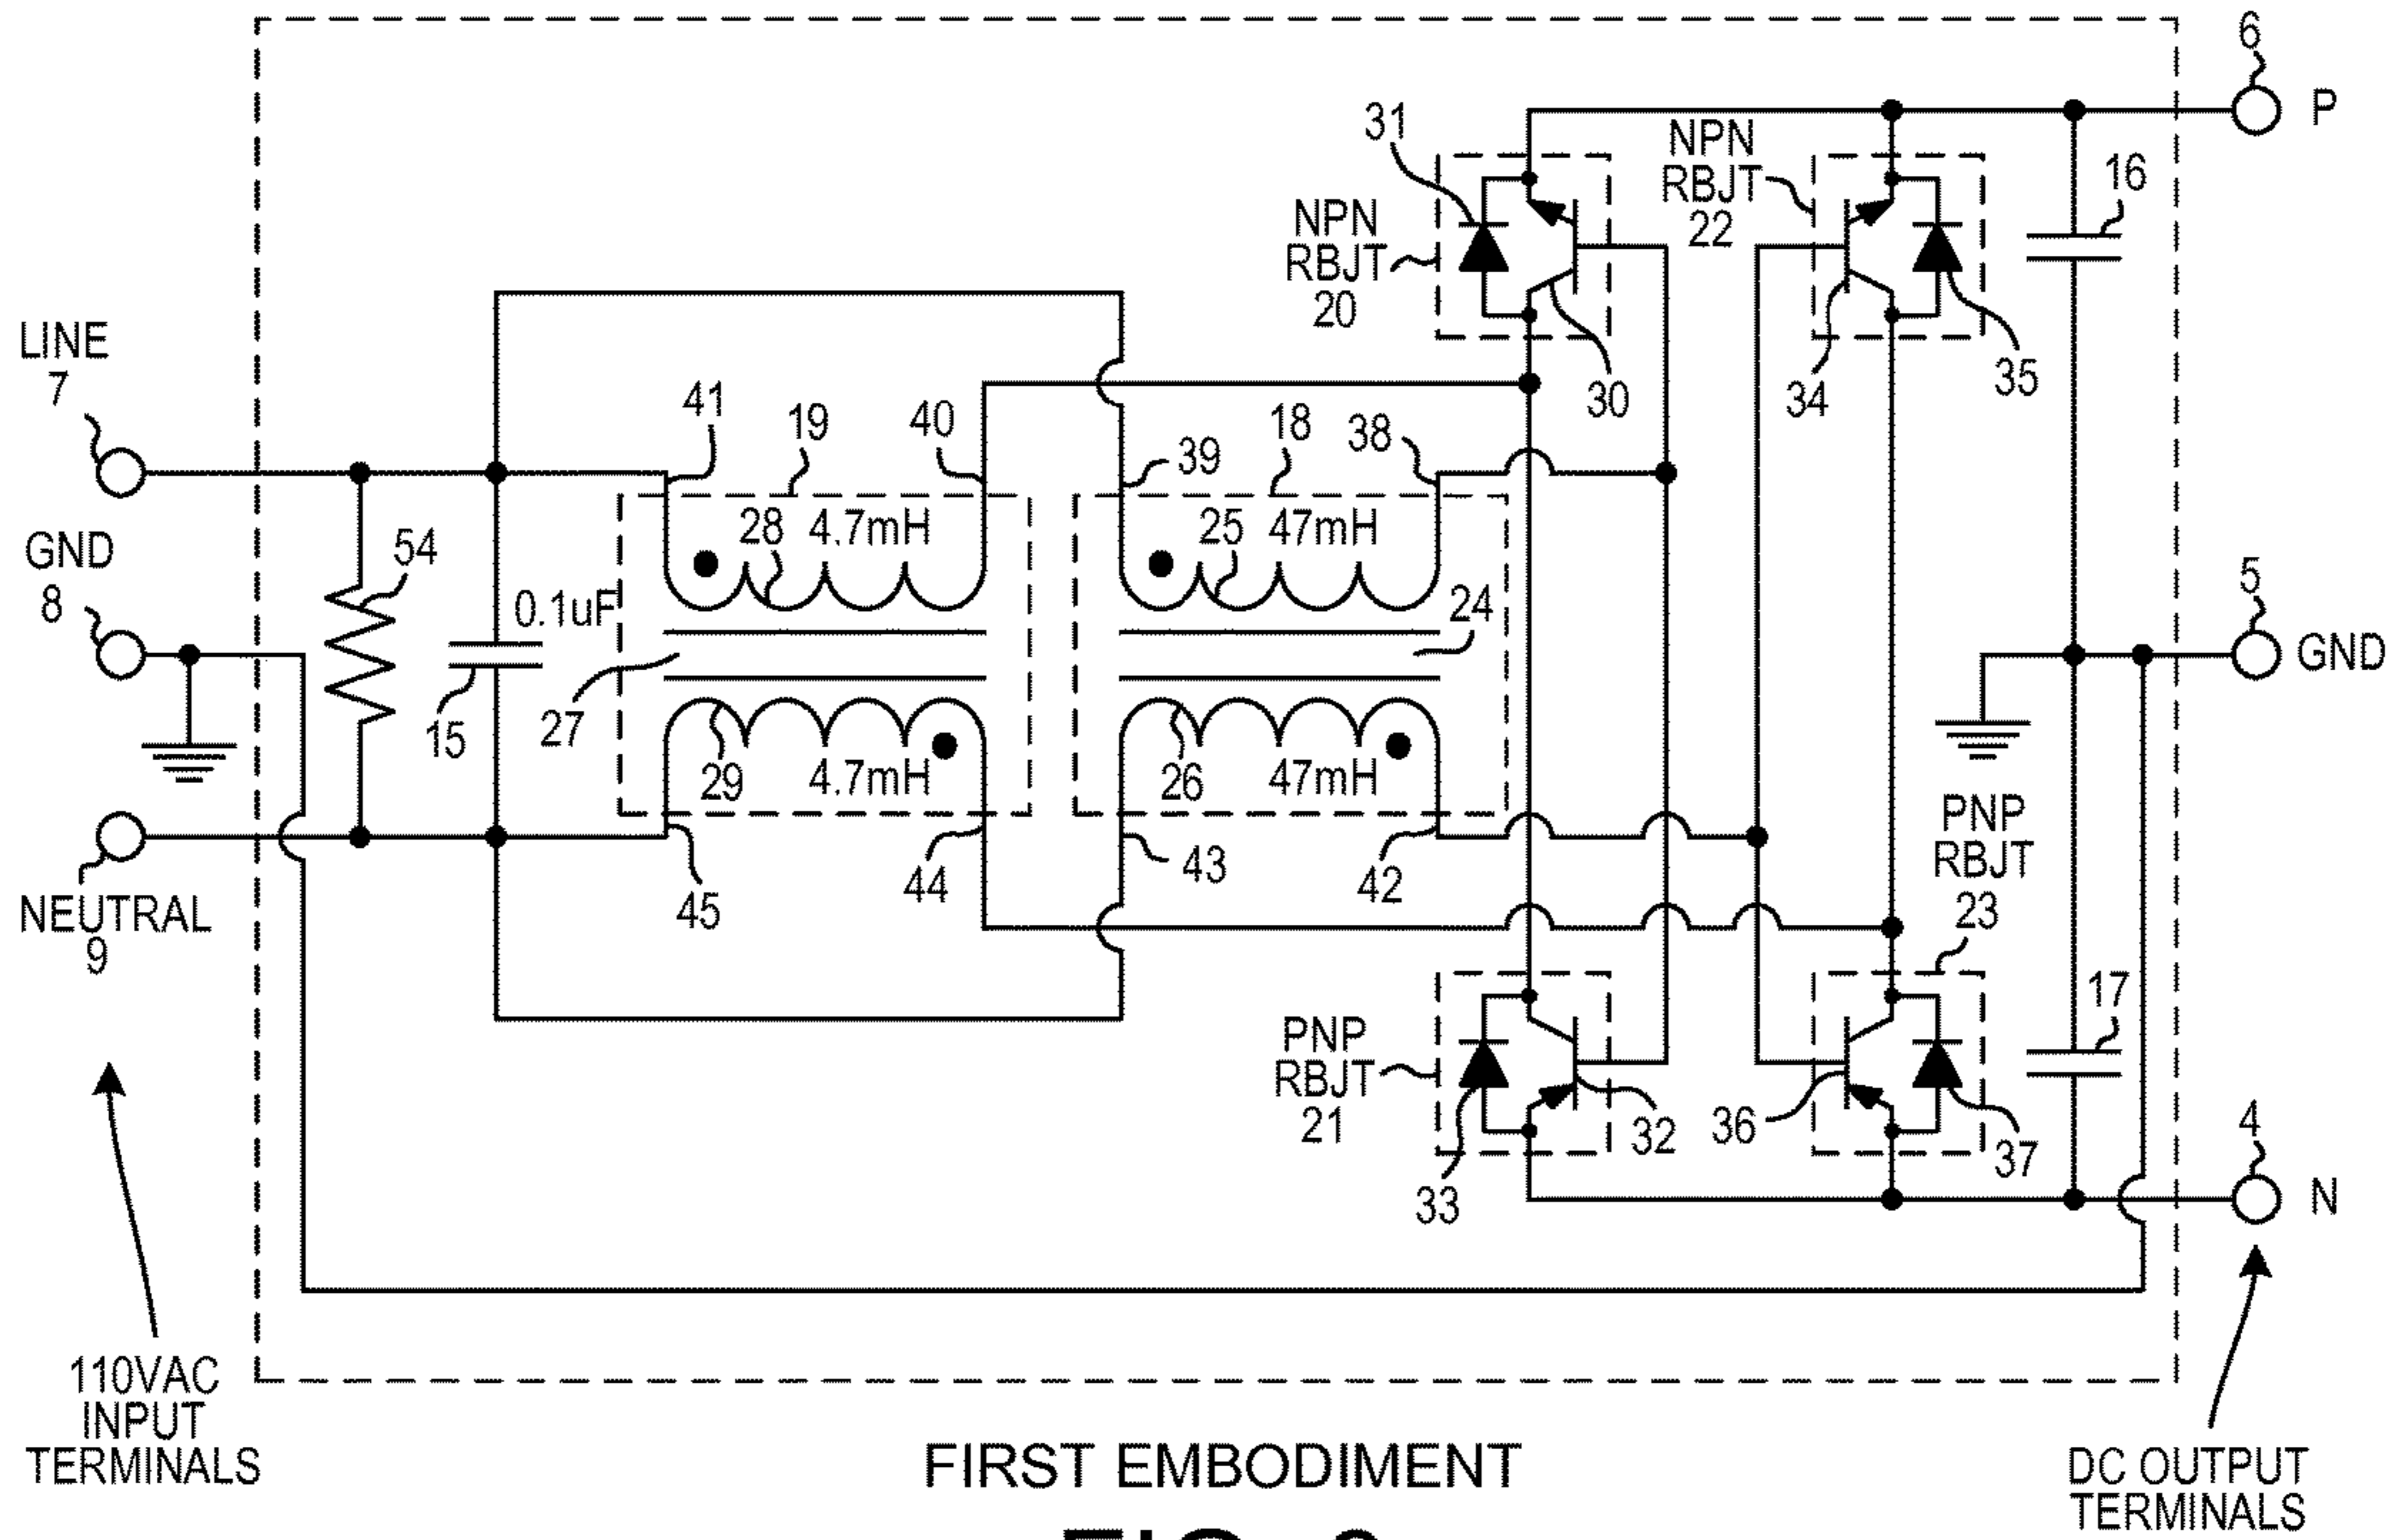 6
P
31
NPN
RBJT
22
16
NPN
RBJT
20
LINE
7
41
19
40
18
38
39
30
34
35
GND
8
54
28
4.7mH
25
47mH
24
0.1uF
5
GND
15
27
29
4.7mH
26
47mH
PNP
RBJT
23
NEUTRAL
9
45
44
43
42
17
PNP
RBJT
21
33
32
36
37
4
N
110VAC
INPUT
TERMINALS
FIRST EMBODIMENT
DC OUTPUT
TERMINALS